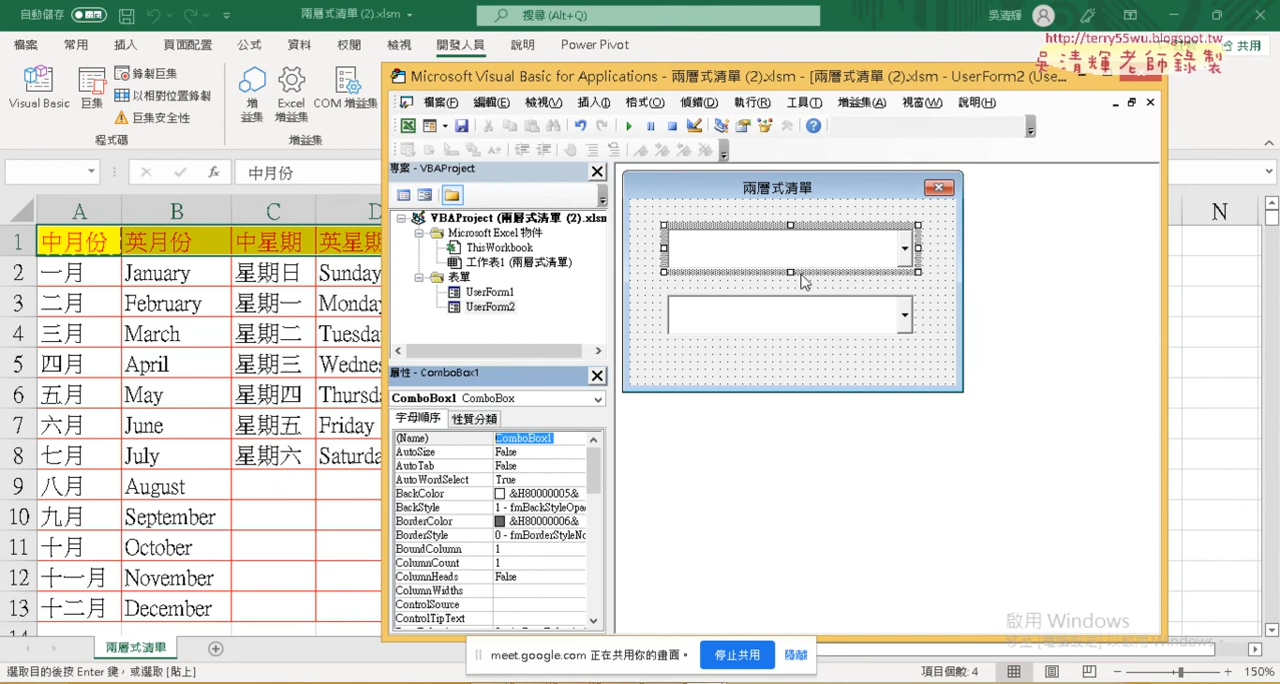 自動儲存
兩層式清單 (2).xlsm
搜尋 (Alt+Q)
吳清輝
檔案 常用 插入 頁面配置 公式 資料 校閱 檢視 開發人員 說明 Power Pivot
共用
http://terry55wu.blogspot.tw
吳清輝老師錄製
Visual Basic
巨集
錄製巨集
以相對位置錄製
巨集安全性
程式碼
增益集
Excel 增益集
COM 增益集
增益集
中月份
Microsoft Visual Basic for Applications - 兩層式清單 (2).xlsm - [兩層式清單 (2).xlsm - UserForm2 (Use...
檔案(F) 編輯(E) 檢視(V) 插入(I) 格式(O) 偵錯(D) 執行(R) 工具(T) 增益集(A) 視窗(W) 說明(H)
專案 - VBAProject
VBAProject (兩層式清單 (2).xlsm
Microsoft Excel 物件
ThisWorkbook
工作表1 (兩層式清單)
表單
UserForm1
UserForm2
屬性 - ComboBox1
ComboBox1 ComboBox
字母順序 性質分類
(Name) ComboBox1
AutoSize False
AutoTab False
AutoWordSelect True
BackColor &H80000005&
BackStyle 1 - fmBackStyleOpa
BorderColor &H80000006&
BorderStyle 0 - fmBorderStyleNo
BoundColumn 1
ColumnCount 1
ColumnHeads False
ColumnWidths
ControlSource
ControlTipText
兩層式清單
A B C D N
1 中月份 英月份 中星期 英星期
2 一月 January 星期日 Sunday
3 二月 February 星期一 Monda
4 三月 March 星期二 Tuesda
5 四月 April 星期三 Wednes
6 五月 May 星期四 Thursd
7 六月 June 星期五 Friday
8 七月 July 星期六 Saturda
9 八月 August
10 九月 September
11 十月 October
12 十一月 November
13 十二月 December
兩層式清單
啟用 Windows
meet.google.com 正在共用你的畫面。 停止共用 隱藏
選取目的後按 Enter 鍵，或選取 [貼上]
項目個數: 4
150%